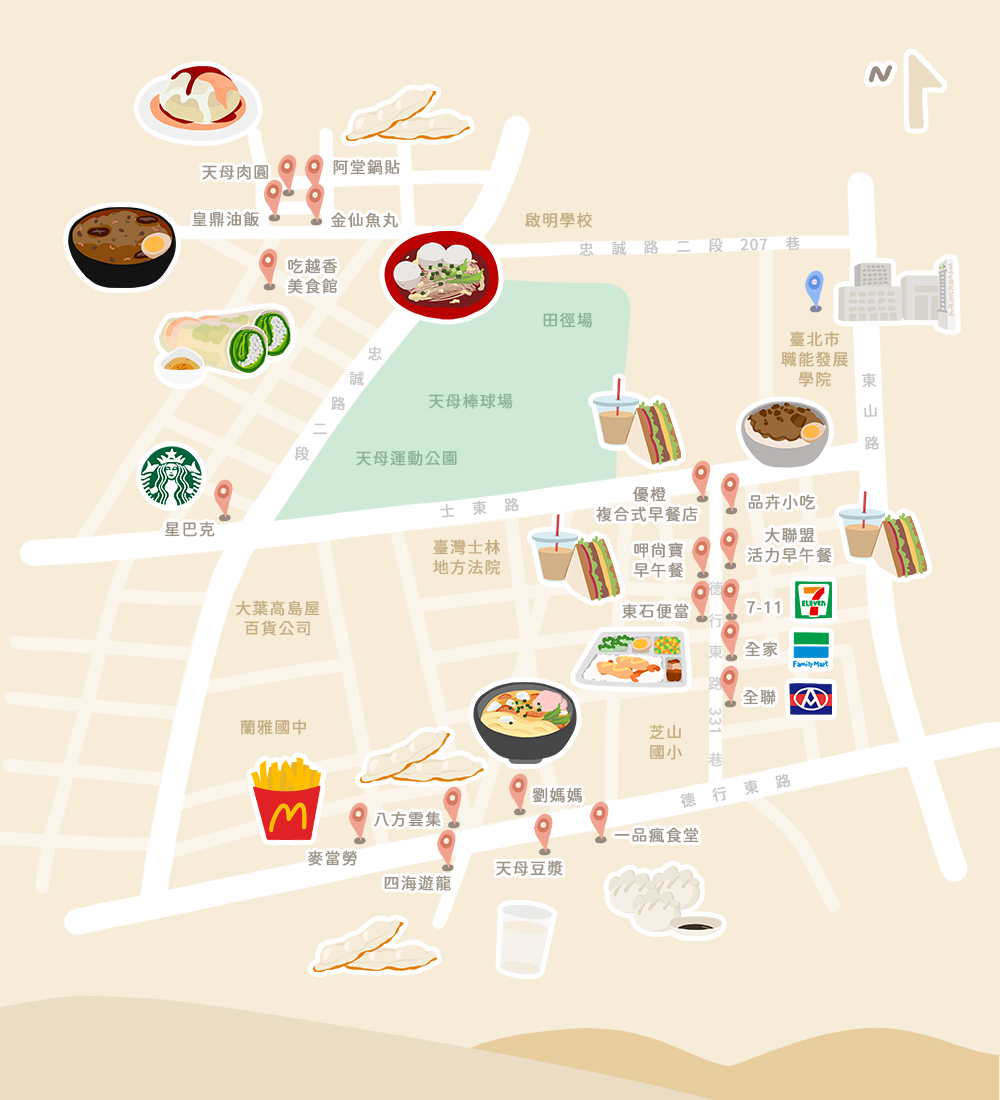 N
天母肉圓
阿堂鍋貼
皇鼎油飯
金仙魚丸
啟明學校
忠誠路二段207巷
吃越香
美食館
田徑場
臺北市
職能發展
學院
忠誠路二段
東山路
天母棒球場
天母運動公園
星巴克
士東路
優橙
複合式早餐店
品卉小吃
臺灣士林
地方法院
呷尚寶
早午餐
大聯盟
活力早午餐
大葉高島屋
百貨公司
東石便當
7-11
7
ELEVEn
德行東路331巷
全家
FamilyMart
全聯
蘭雅國中
芝山
國小
德行東路
劉媽媽
八方雲集
一品瘋食堂
麥當勞
四海遊龍
天母豆漿